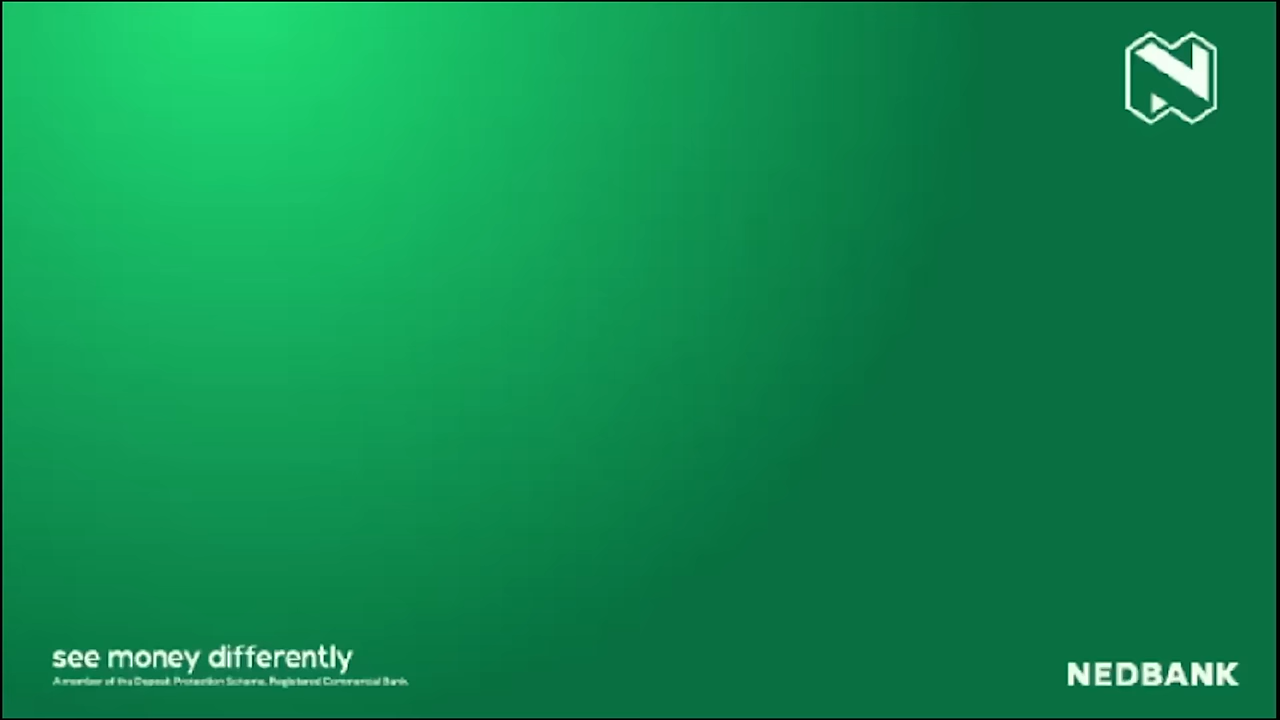 see money differently
A member of the Deposit Protection Scheme. Registered Commercial Bank.
NEDBANK